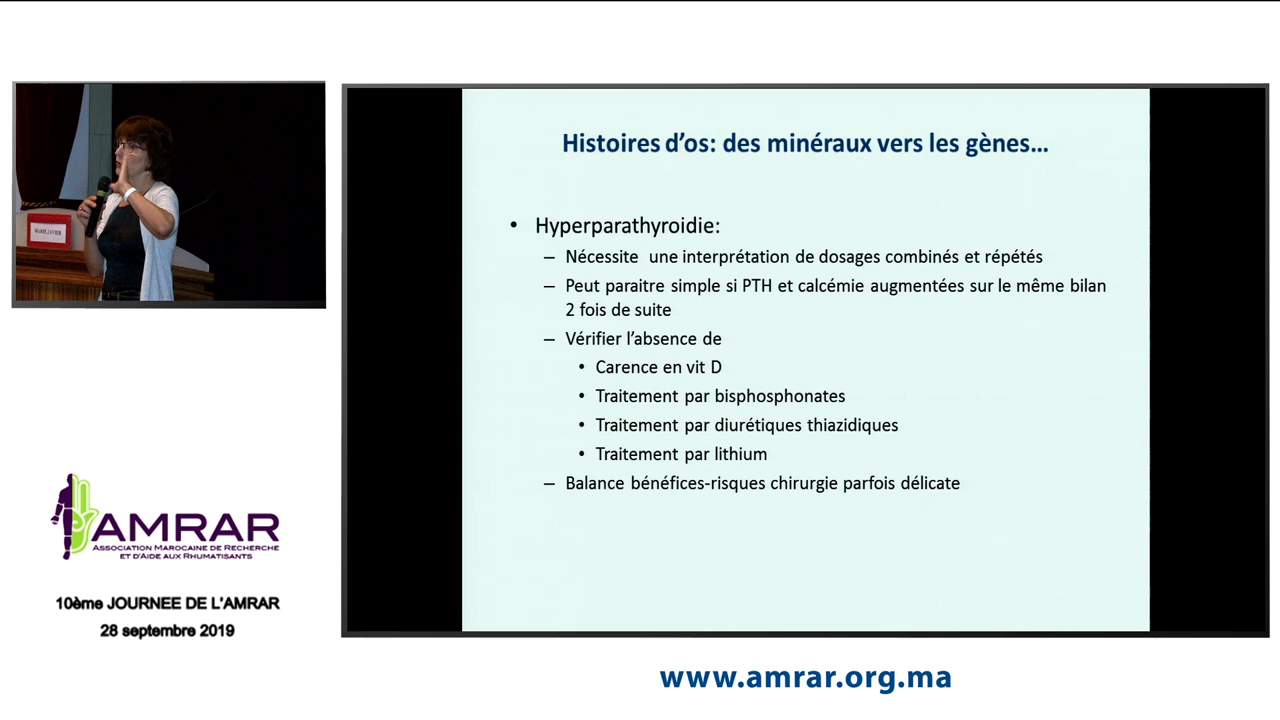 Histoires d'os: des minéraux vers les gènes...
• Hyperparathyroidie:
– Nécessite une interprétation de dosages combinés et répétés
– Peut paraitre simple si PTH et calcémie augmentées sur le même bilan
2 fois de suite
– Vérifier l'absence de
• Carence en vit D
• Traitement par bisphosphonates
• Traitement par diurétiques thiazidiques
• Traitement par lithium
– Balance bénéfices-risques chirurgie parfois délicate
AMRAR
ASSOCIATION MAROCAINE DE RECHERCHE
ET D'AIDE AUX RHUMATISANTS
10ème JOURNEE DE L'AMRAR
28 septembre 2019
www.amrar.org.ma